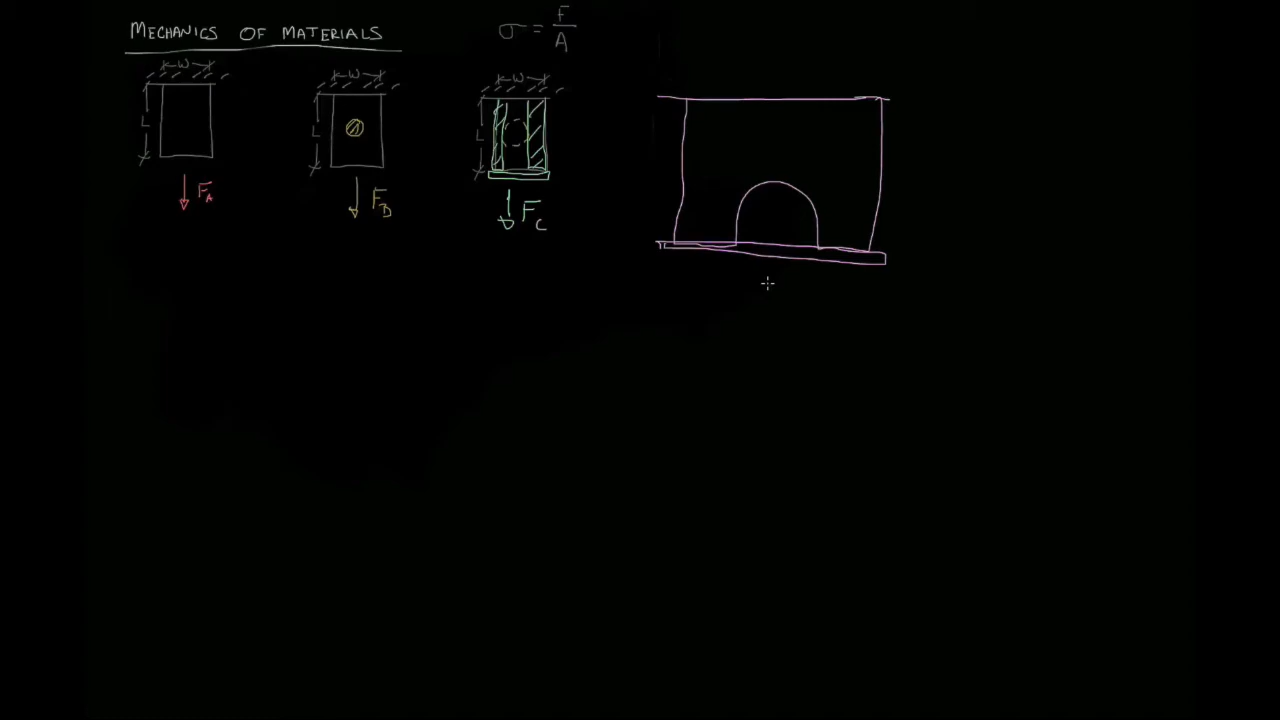 MECHANICS OF MATERIALS
σ = F/A
W
L
F_A
W
L
F_B
W
L
F_C